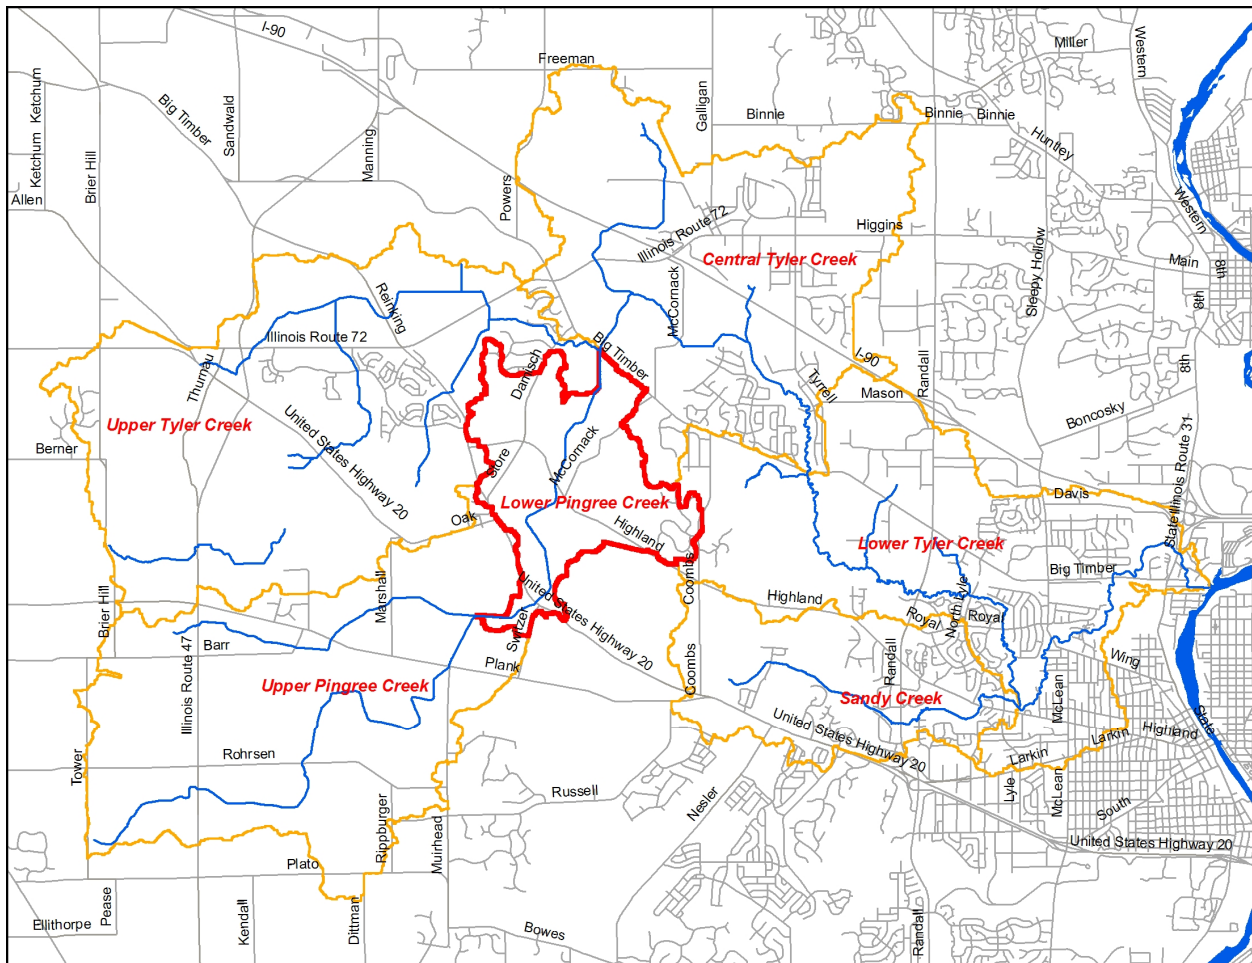 I-90
Freeman
Miller
Western
Ketchum
Ketchum
Big Timber
Sandwald
Manning
Galligan
Binnie
Binnie
Binnie
Huntley
Brier Hill
Allen
Powers
Western
Illinois Route 72
Higgins
Central Tyler Creek
Main
8th
8th
Sleepy Hollow
Reinking
McCornack
Illinois Route 72
Big Timber
Damisch
I-90
Randall
8th
Thurnau
Tyrrell
Mason
Boncosky
Upper Tyler Creek
United States Highway 20
Berner
McCornack
Store
Illinois Route 31
Lower Pingree Creek
Davis
Oak
Highland
State
Lower Tyler Creek
Coombs
Big Timber
Marshall
United States Highway 20
Highland
Brier Hill
Royal
North Lyle
Royal
Switzer
Barr
Illinois Route 47
Plank
Coombs
Randall
Wing
Upper Pingree Creek
Sandy Creek
McLean
State
United States Highway 20
Larkin
Highland
Larkin
Rohrsen
Tower
Russell
Nesler
Lyle
McLean
South
Rippburger
Muirhead
United States Highway 20
Plato
Pease
Ellithorpe
Kendall
Dittman
Bowes
Randall